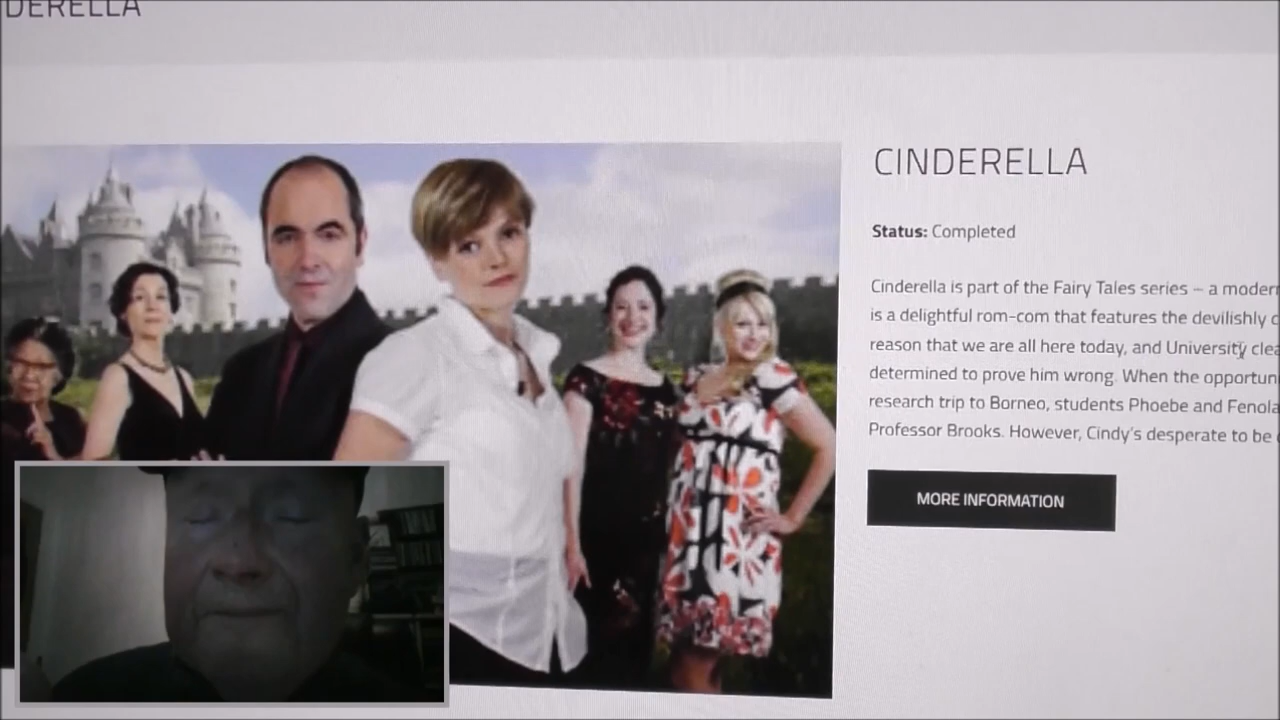 DERELLA
CINDERELLA
Status: Completed
Cinderella is part of the Fairy Tales series – a modern
is a delightful rom-com that features the devilishly
reason that we are all here today, and University clea
determined to prove him wrong. When the opportun
research trip to Borneo, students Phoebe and Fenola
Professor Brooks. However, Cindy's desperate to be
MORE INFORMATION